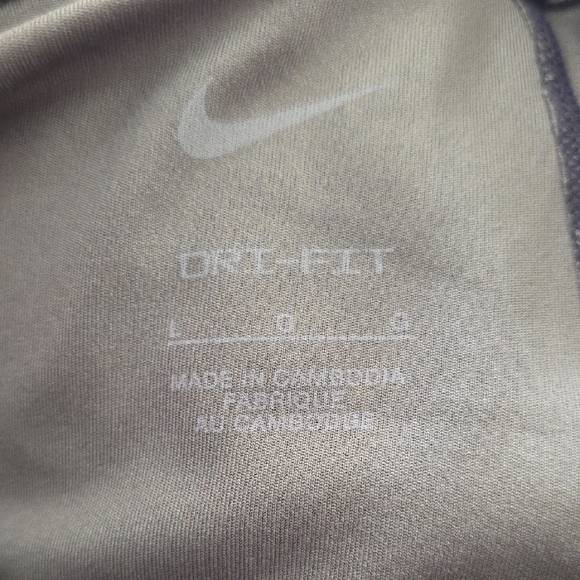 DRI-FIT
L G G
MADE IN CAMBODIA
FABRIQUE
AU CAMBODGE